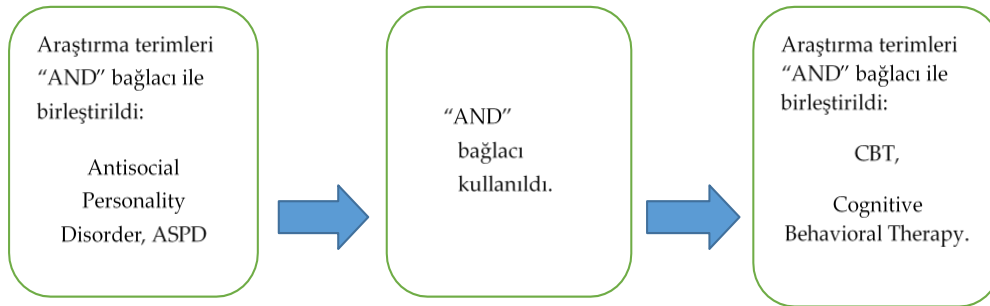 Araştırma terimleri
“AND” bağlacı ile
birleştirildi:
Antisocial
Personality
Disorder, ASPD
“AND”
bağlacı
kullanıldı.
Araştırma terimleri
“AND” bağlacı ile
birleştirildi:
CBT,
Cognitive
Behavioral Therapy.